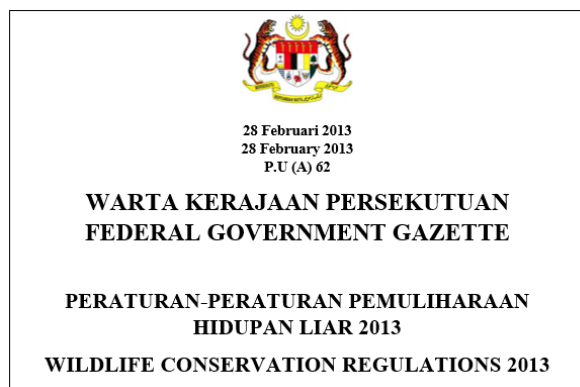 28 Februari 2013
28 February 2013
P.U (A) 62
WARTA KERAJAAN PERSEKUTUAN
FEDERAL GOVERNMENT GAZETTE
PERATURAN-PERATURAN PEMULIHARAAN
HIDUPAN LIAR 2013
WILDLIFE CONSERVATION REGULATIONS 2013